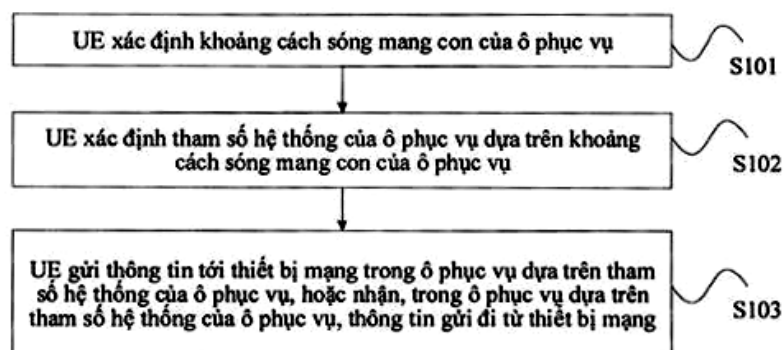 UE xác định khoảng cách sóng mang con của ô phục vụ
S101
UE xác định tham số hệ thống của ô phục vụ dựa trên khoảng
cách sóng mang con của ô phục vụ
S102
UE gửi thông tin tới thiết bị mạng trong ô phục vụ dựa trên tham
số hệ thống của ô phục vụ, hoặc nhận, trong ô phục vụ dựa trên
tham số hệ thống của ô phục vụ, thông tin gửi đi từ thiết bị mạng
S103